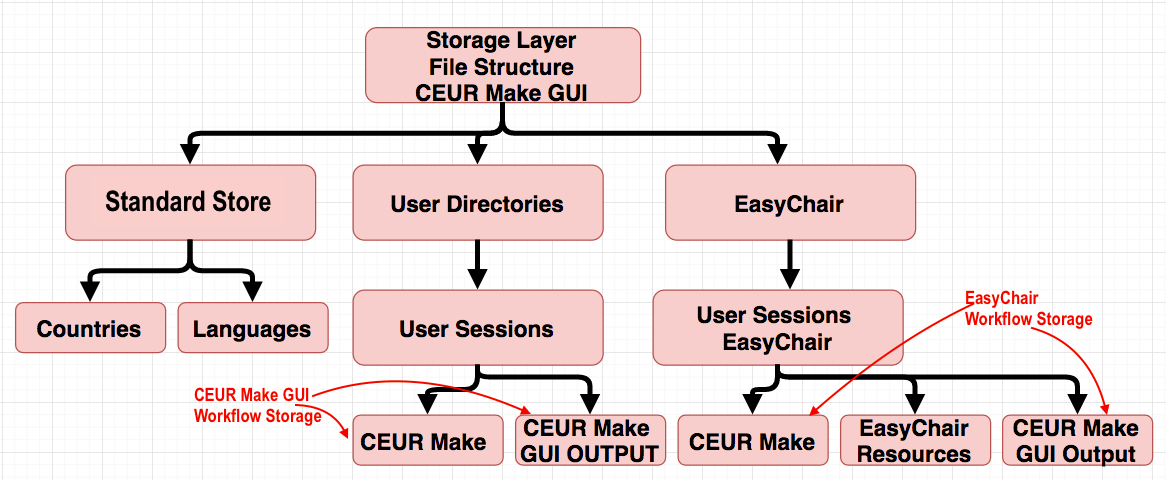 Storage Layer
File Structure
CEUR Make GUI
Standard Store
User Directories
EasyChair
Countries
Languages
User Sessions
User Sessions
EasyChair
EasyChair
Workflow Storage
CEUR Make GUI
Workflow Storage
CEUR Make
CEUR Make
GUI OUTPUT
CEUR Make
EasyChair
Resources
CEUR Make
GUI Output